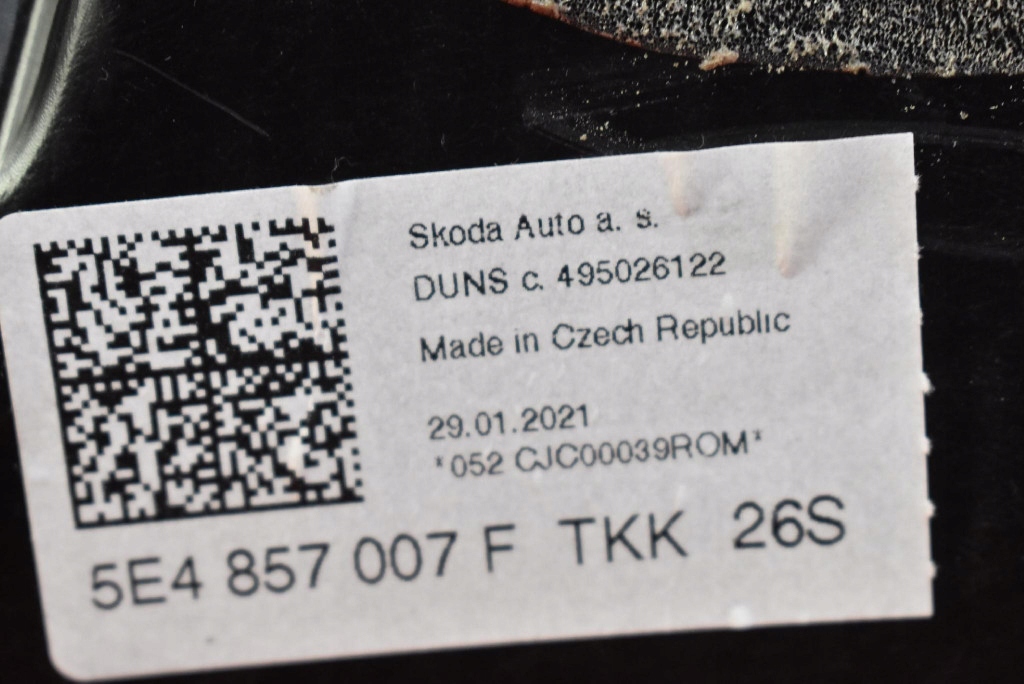 Skoda Auto a. s.
DUNS c. 495026122
Made in Czech Republic
29.01.2021
*052 CJC00039ROM*
5E4 857 007 F TKK 26S